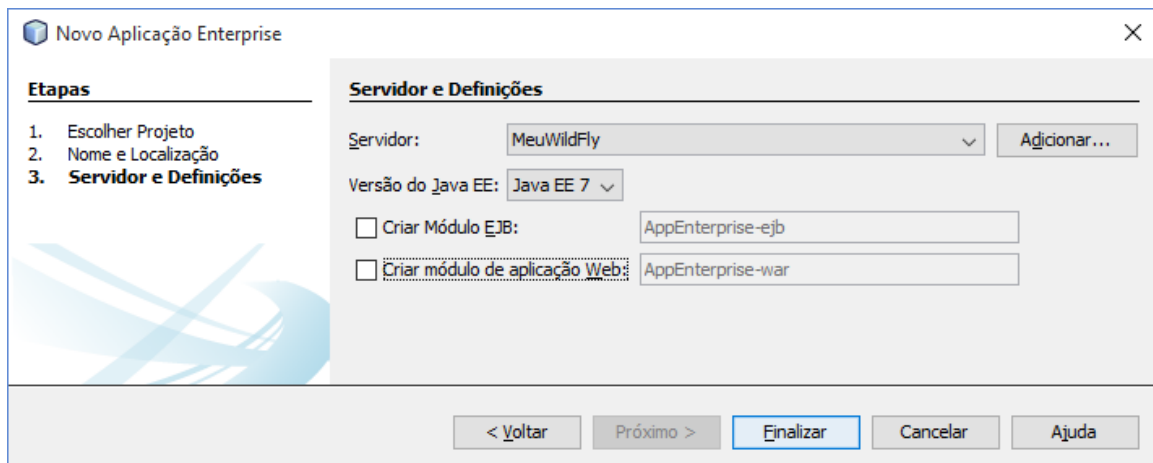 Novo Aplicação Enterprise
Etapas
1. Escolher Projeto
2. Nome e Localização
3. Servidor e Definições
Servidor e Definições
Servidor: MeuWildFly Adicionar...
Versão do Java EE: Java EE 7
Criar Módulo EJB: AppEnterprise-ejb
Criar módulo de aplicação Web: AppEnterprise-war
< Voltar Próximo > Finalizar Cancelar Ajuda